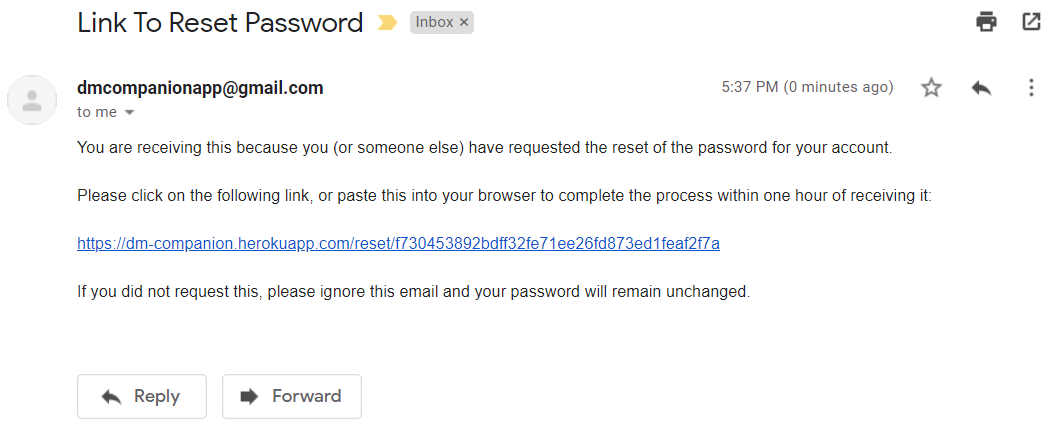 Link To Reset Password
Inbox ×
dmcompanionapp@gmail.com
5:37 PM (0 minutes ago)
to me
You are receiving this because you (or someone else) have requested the reset of the password for your account.
Please click on the following link, or paste this into your browser to complete the process within one hour of receiving it:
https://dm-companion.herokuapp.com/reset/f730453892bdff32fe71ee26fd873ed1feaf2f7a
If you did not request this, please ignore this email and your password will remain unchanged.
Reply
Forward